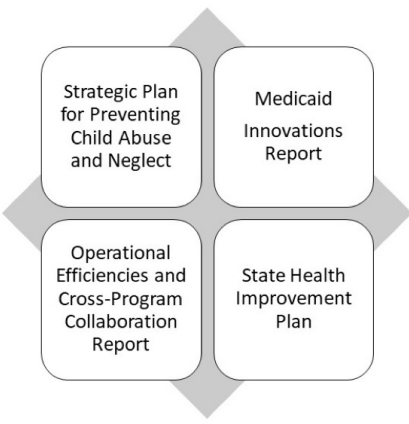 Strategic Plan
for Preventing
Child Abuse
and Neglect
Medicaid
Innovations
Report
Operational
Efficiencies and
Cross-Program
Collaboration
Report
State Health
Improvement
Plan